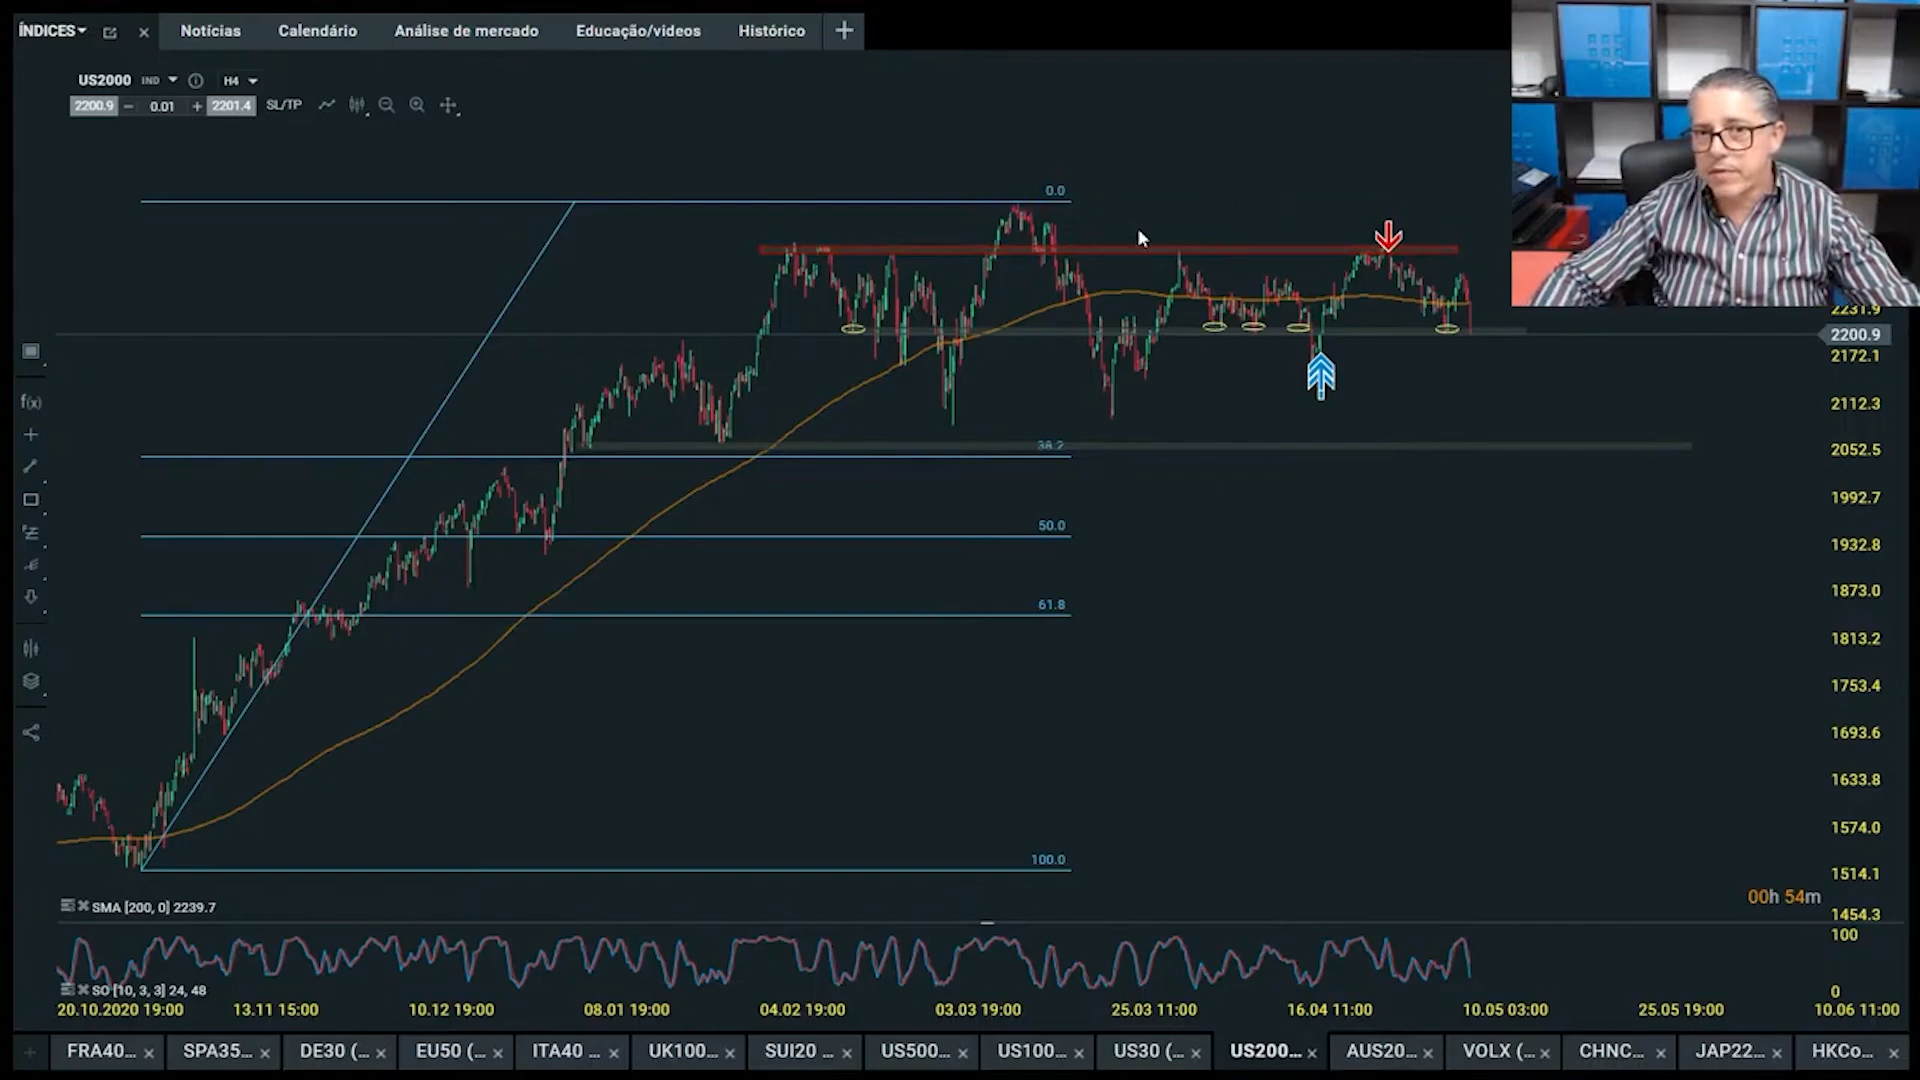 ÍNDICES
Notícias
Calendário
Análise de mercado
Educação/videos
Histórico
US2000 IND H4
2200.9 0.01 2201.4 SL/TP
0.0
38.2
50.0
61.8
100.0
f(x)
2231.9
2200.9
2172.1
2112.3
2052.5
1992.7
1932.8
1873.0
1813.2
1753.4
1693.6
1633.8
1574.0
1514.1
1454.3
00h 54m
SMA [200, 0] 2239.7
100
0
SO [10, 3, 3] 24, 48
20.10.2020 19:00 13.11 15:00 10.12 19:00 08.01 19:00 04.02 19:00 03.03 19:00 25.03 11:00 16.04 11:00 10.05 03:00 25.05 19:00 10.06 11:00
FRA40... SPA35... DE30 (... EU50 (... ITA40 ... UK100... SUI20 ... US500... US100... US30 (... US200... AUS20... VOLX (... CHNC... JAP22... HKCo...